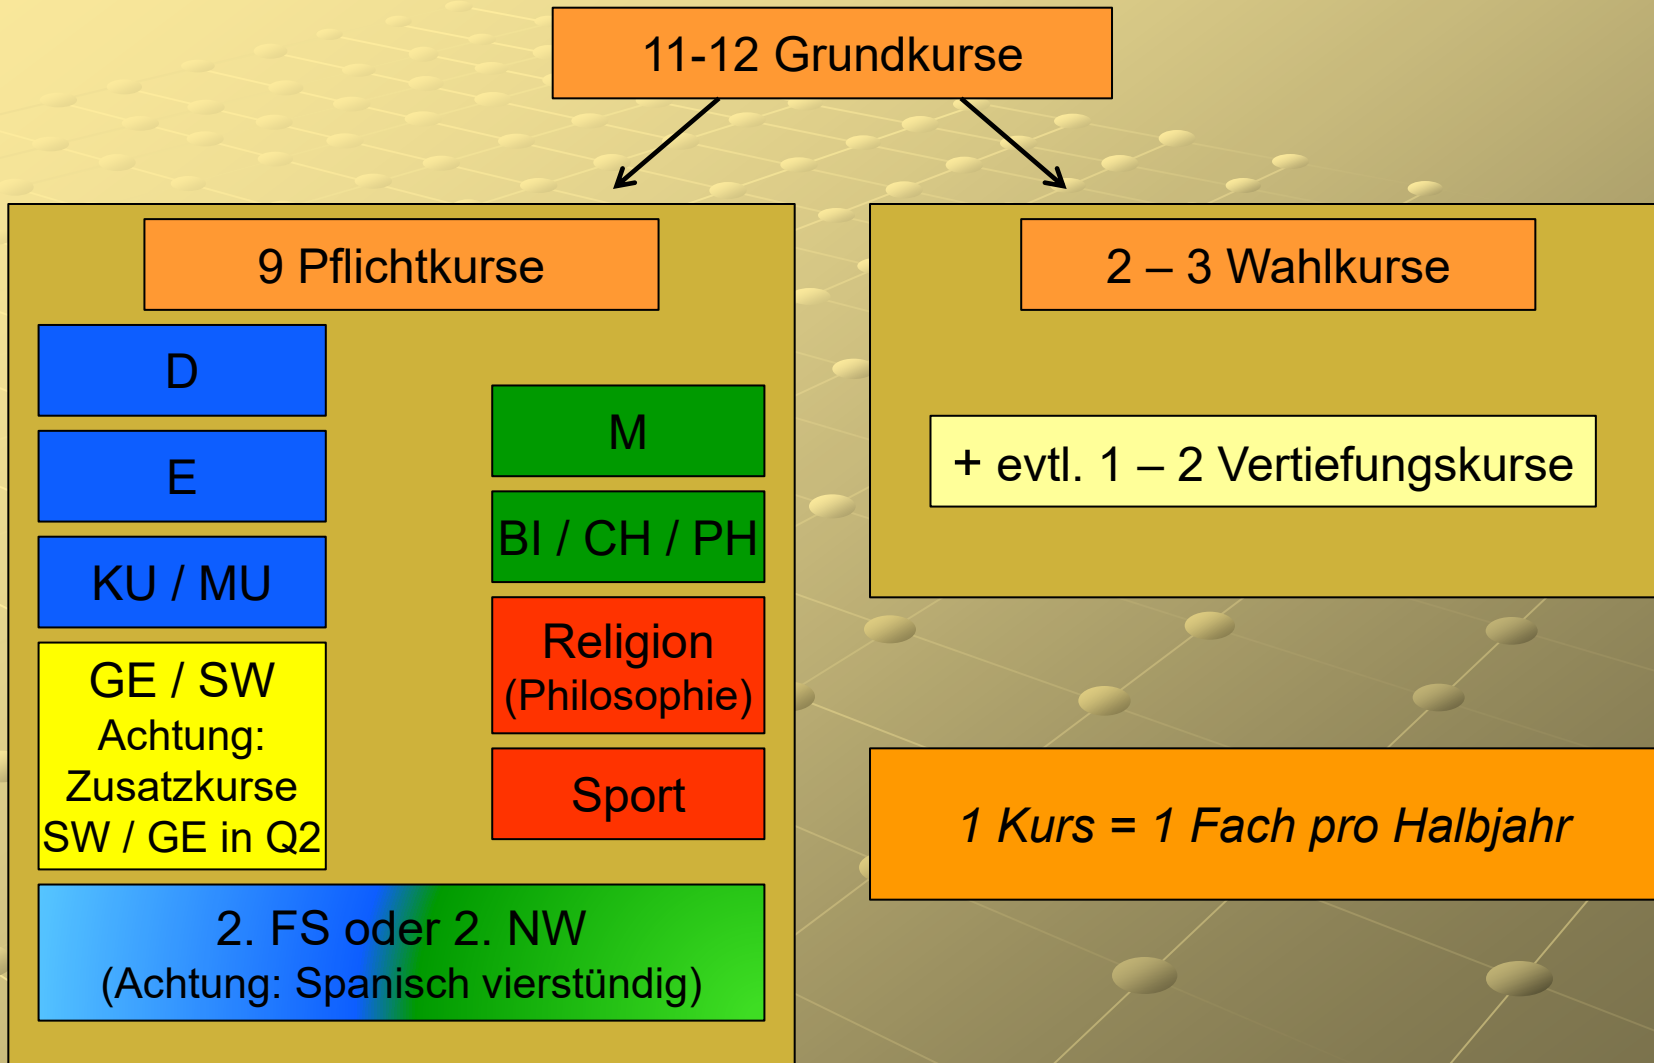 11-12 Grundkurse
9 Pflichtkurse
D
E
KU / MU
GE / SW
Achtung:
Zusatzkurse
SW / GE in Q2
M
BI / CH / PH
Religion
(Philosophie)
Sport
2. FS oder 2. NW
(Achtung: Spanisch vierstündig)
2 – 3 Wahlkurse
+ evtl. 1 – 2 Vertiefungskurse
1 Kurs = 1 Fach pro Halbjahr